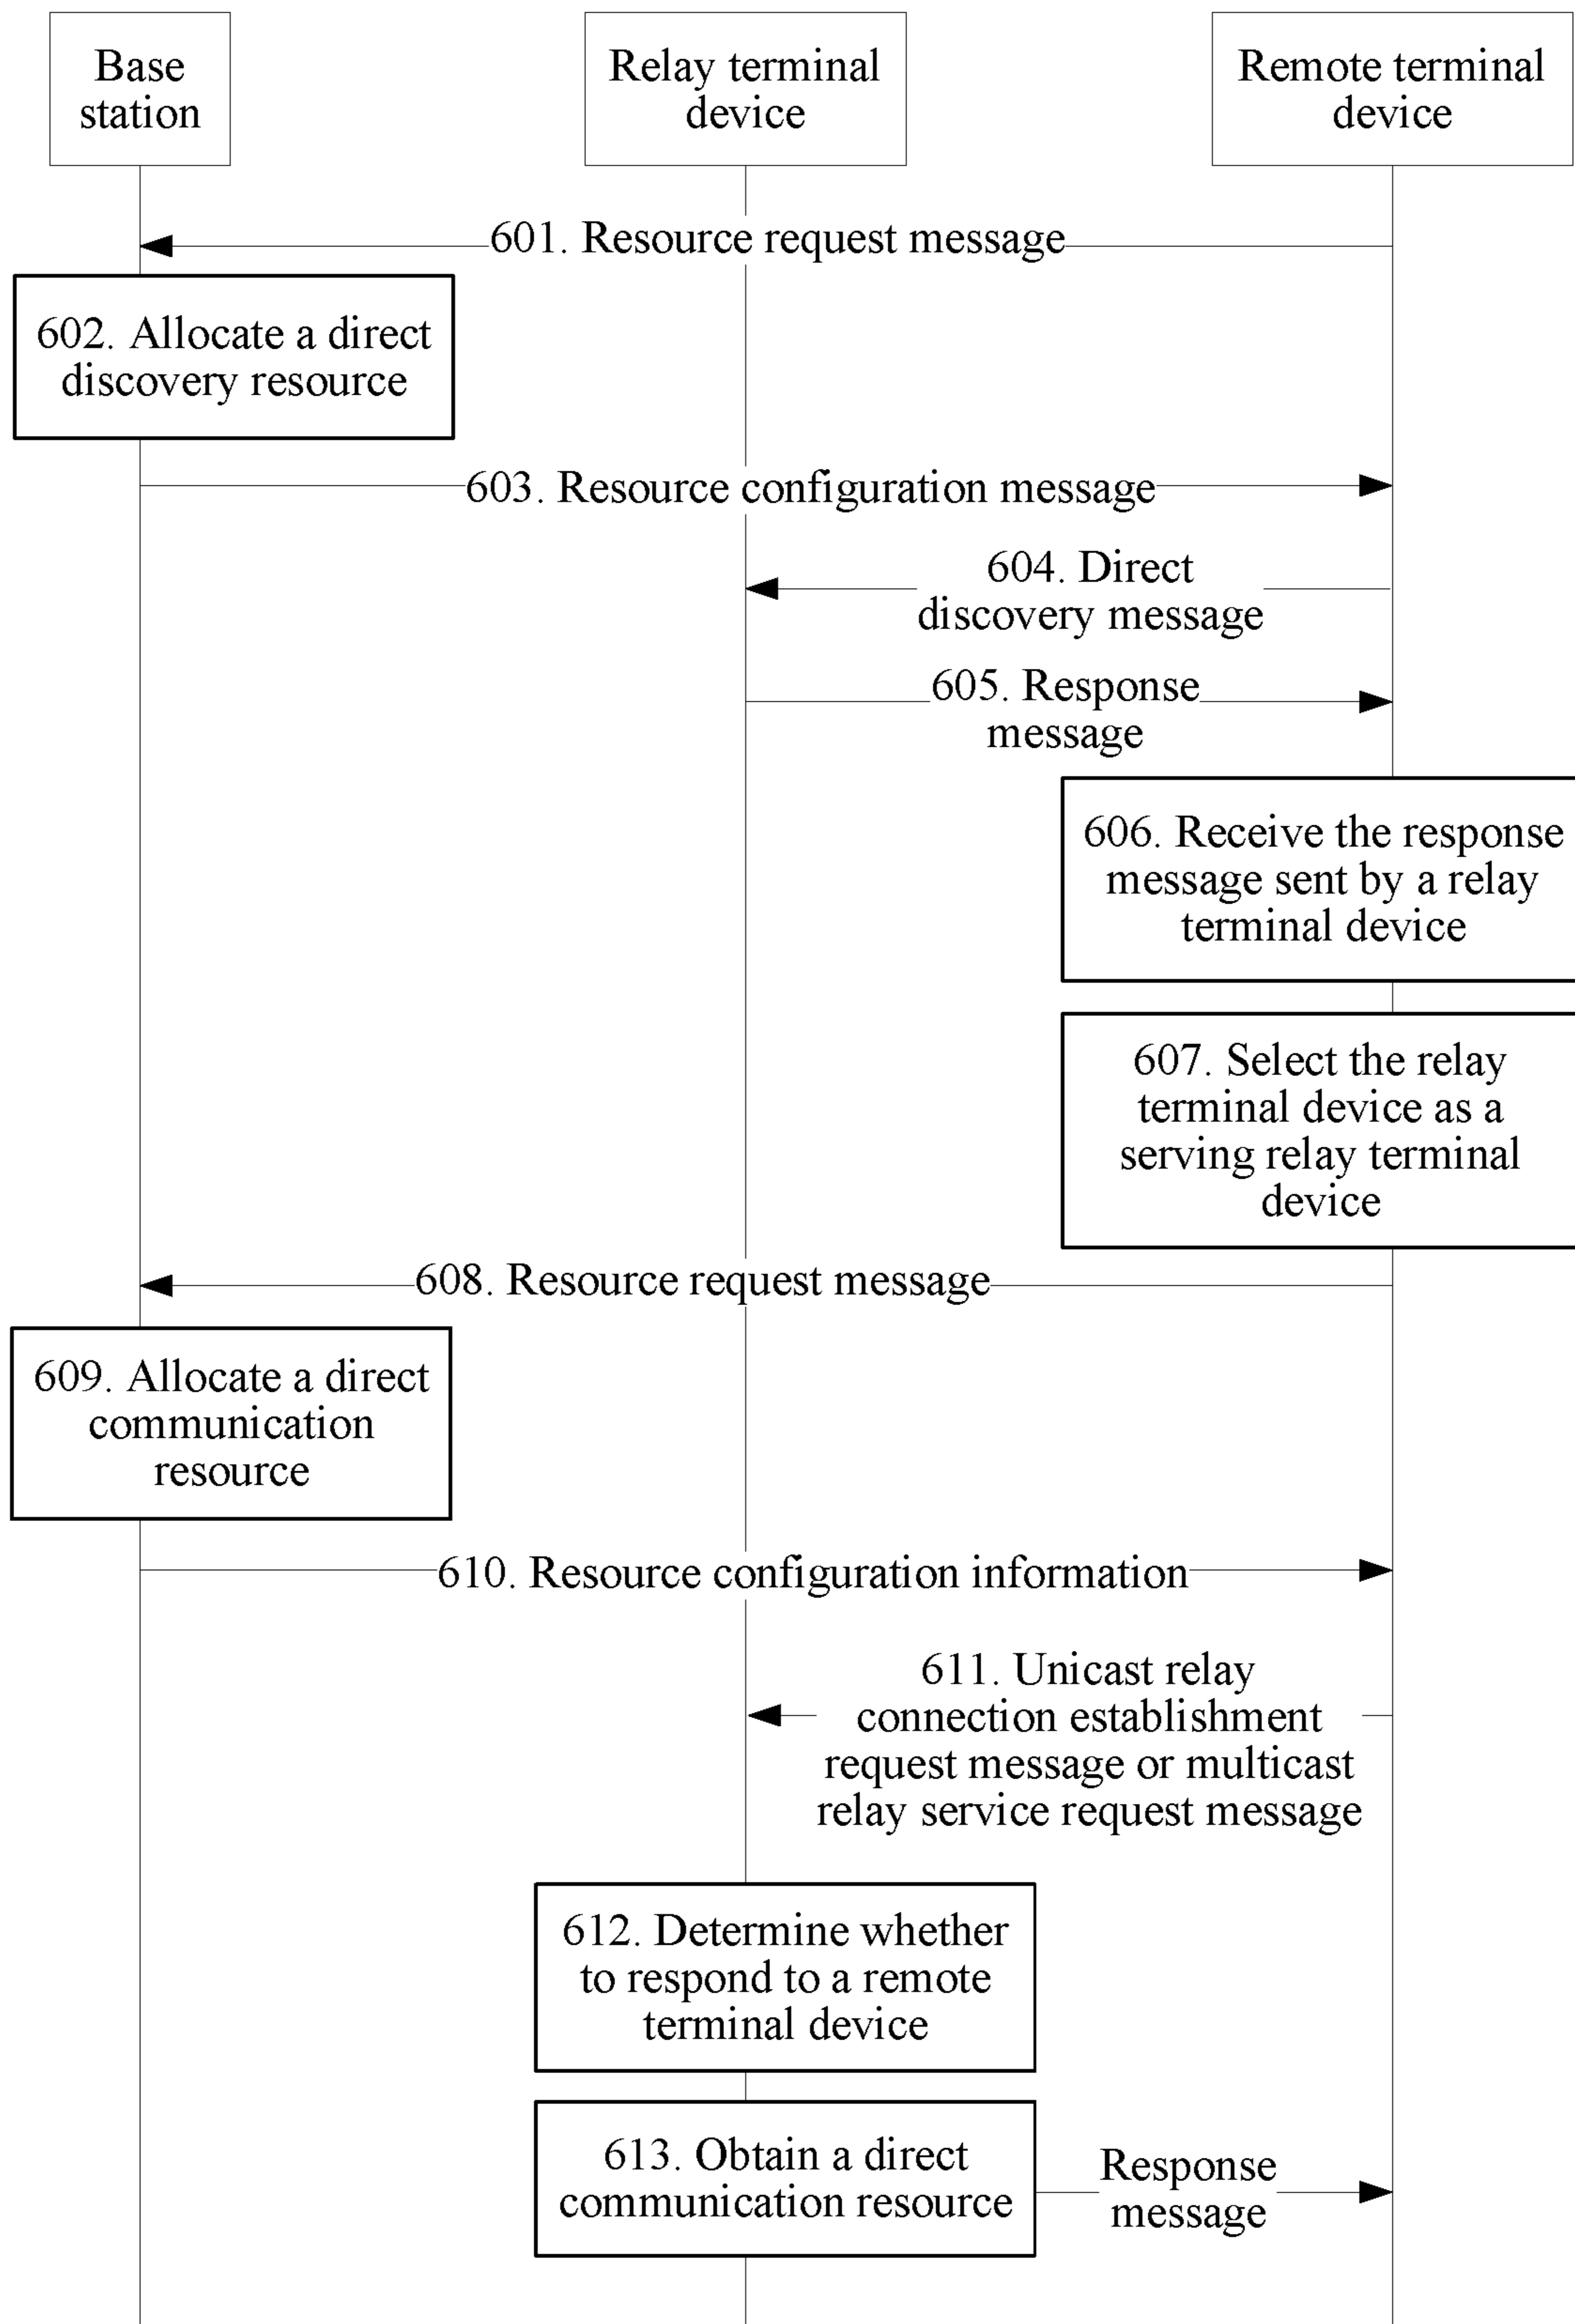 Base
station
Relay terminal
device
Remote terminal
device
601. Resource request message
602. Allocate a direct
discovery resource
603. Resource configuration message
604. Direct
discovery message
605. Response
message
606. Receive the response
message sent by a relay
terminal device
607. Select the relay
terminal device as a
serving relay terminal
device
608. Resource request message
609. Allocate a direct
communication
resource
610. Resource configuration information
611. Unicast relay
connection establishment
request message or multicast
relay service request message
612. Determine whether
to respond to a remote
terminal device
613. Obtain a direct
communication resource
Response
message